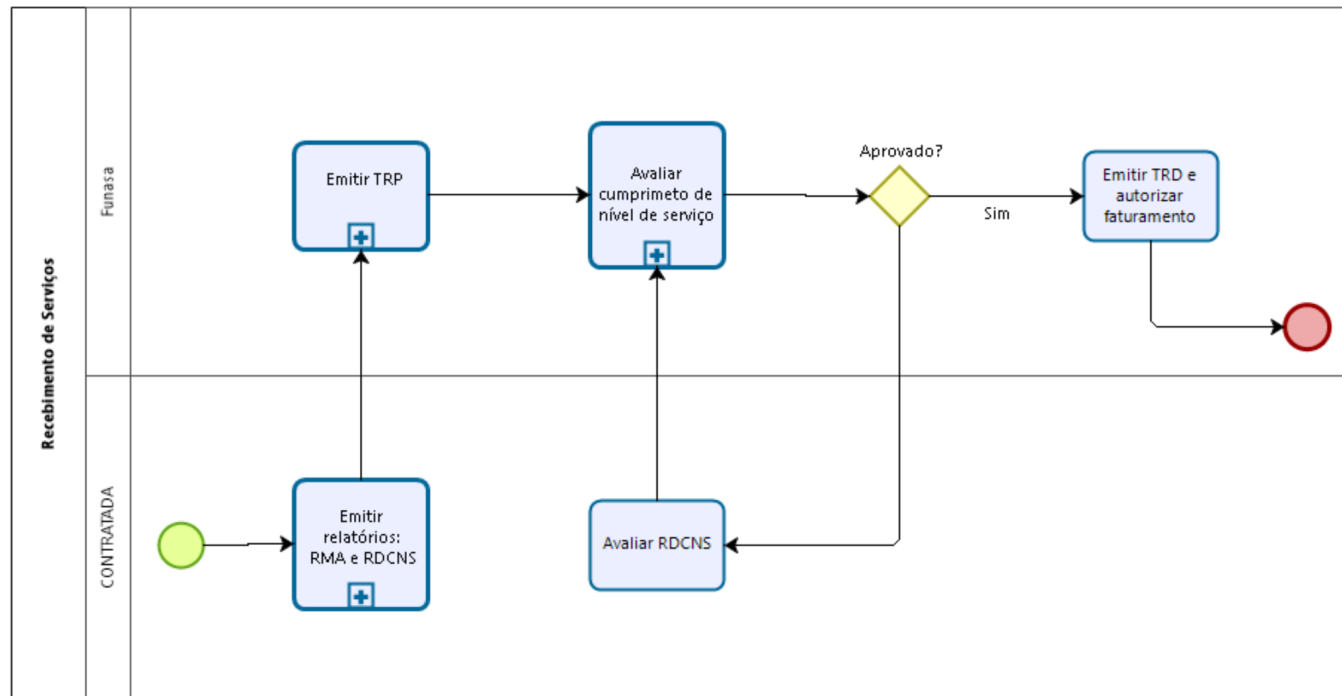 Recebimento de Serviços
Funasa
Emitir TRP
Avaliar
cumprimeto de
nível de serviço
Aprovado?
Sim
Emitir TRD e
autorizar
faturamento
CONTRATADA
Emitir
relatórios:
RMA e RDCNS
Avaliar RDCNS